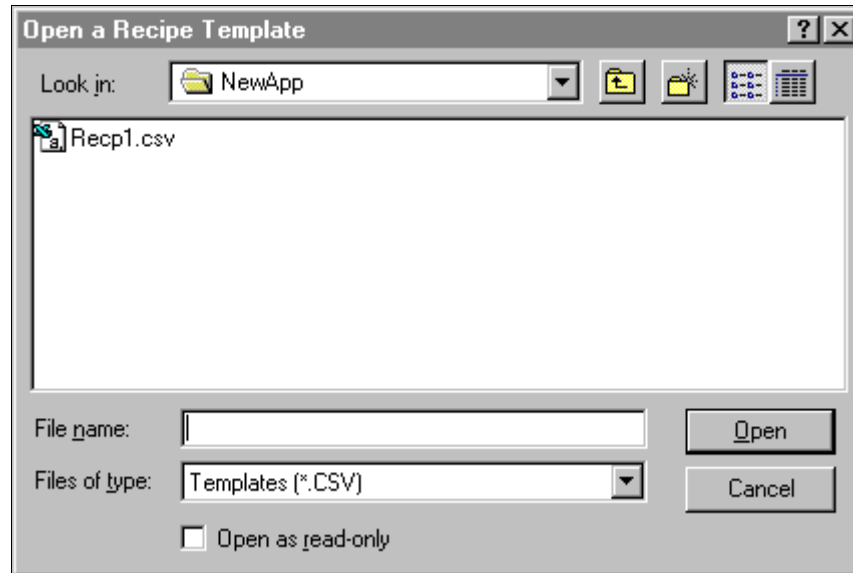 Open a Recipe Template
Look in: NewApp
Recp1.csv
File name: Open
Files of type: Templates (*.CSV) Cancel
Open as read-only